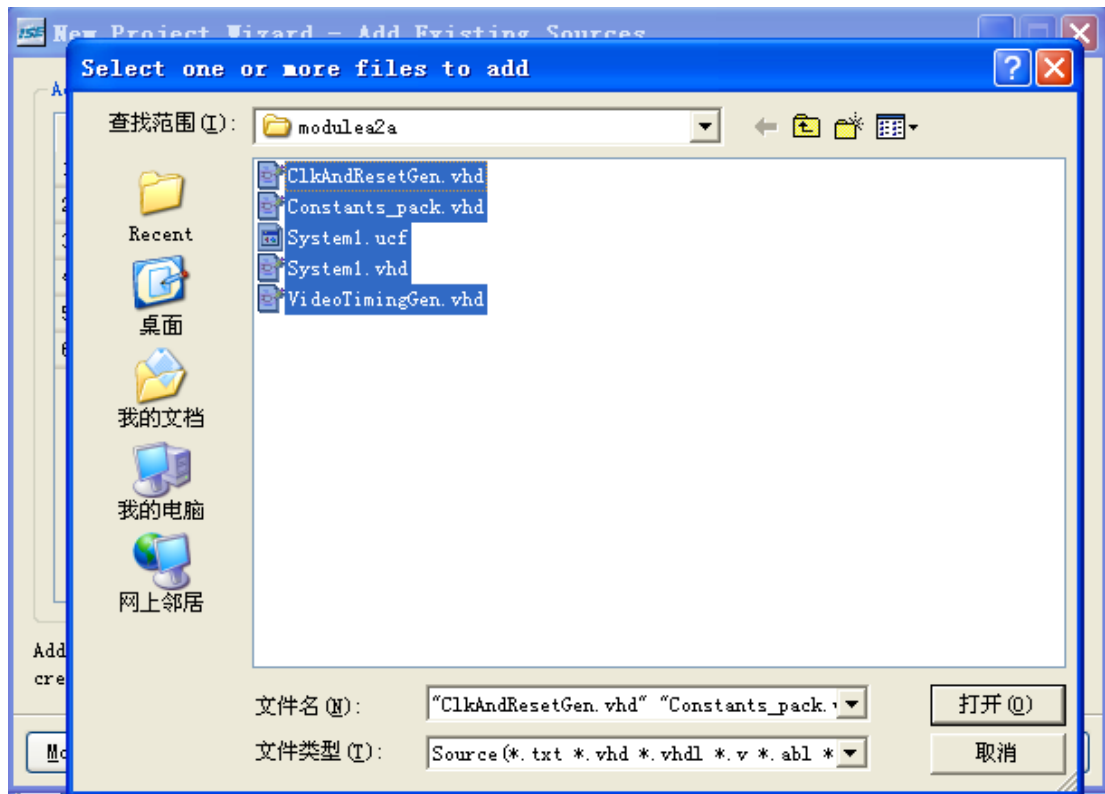 ISE New Project Wizard - Add Existing Sources
Select one or more files to add
查找范围(I):
modulea2a
ClkAndResetGen.vhd
Constants_pack.vhd
System1.ucf
System1.vhd
VideoTimingGen.vhd
Recent
桌面
我的文档
我的电脑
网上邻居
Add
cre
文件名(N):
"ClkAndResetGen.vhd" "Constants_pack.
打开(O)
文件类型(T):
Source(*.txt *.vhd *.vhdl *.v *.abl *
取消